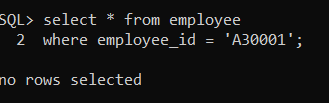 SQL> select * from employee
2 where employee_id = 'A30001';
no rows selected